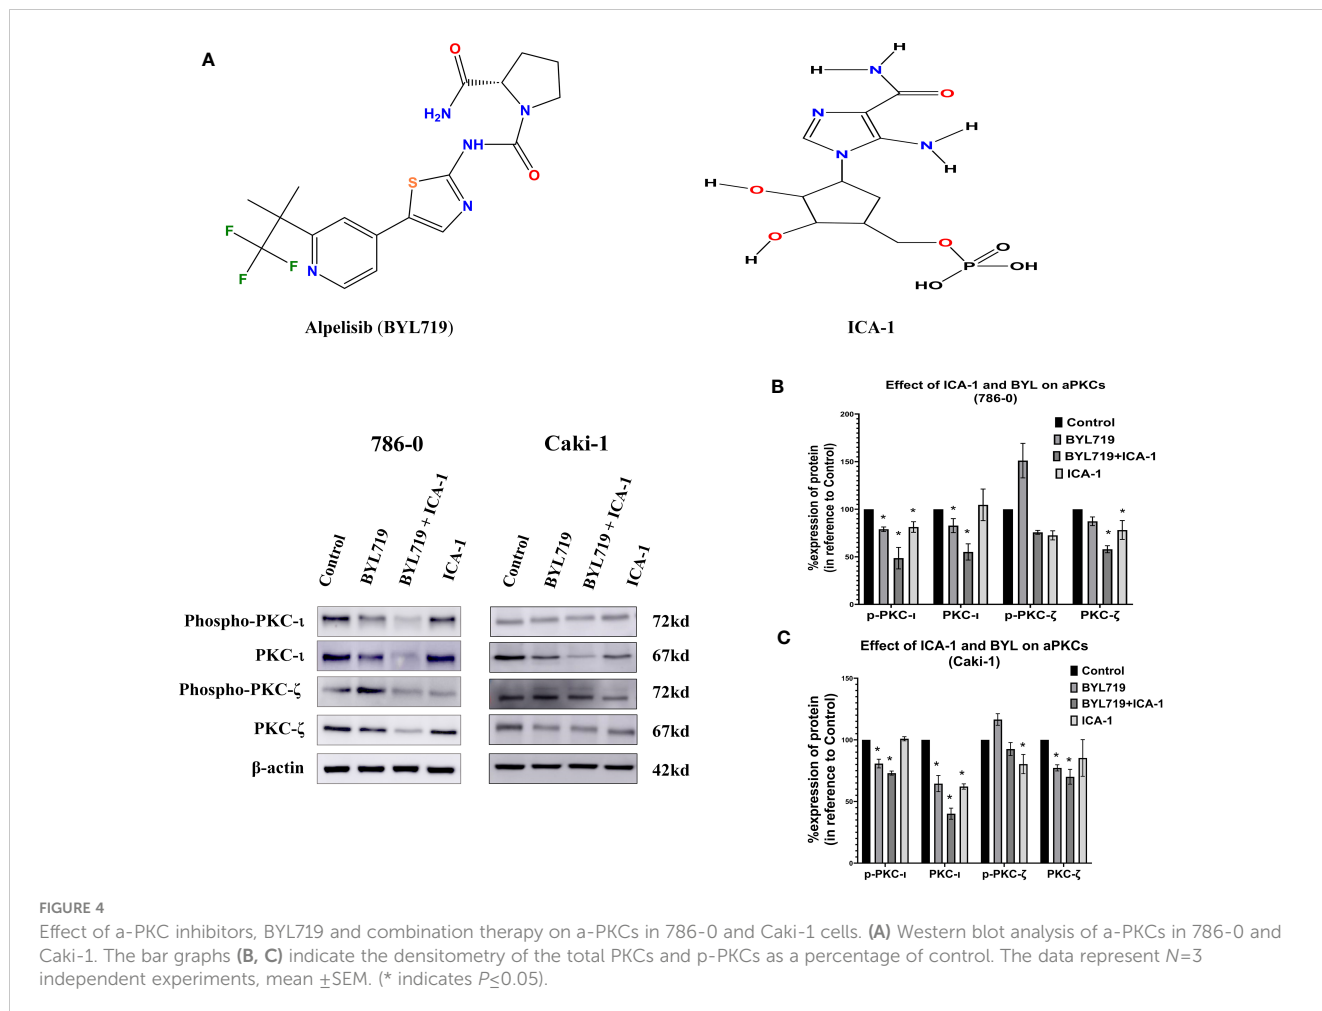 A
O
H₂N
N
NH
O
S
N
F
F
F
N
Alpelisib (BYL719)
H
H
N
O
N
N
H
N
H
H
O
O
H
O
O
P
OH
HO
ICA-1
786-0
Caki-1
Control
BYL719
BYL719 + ICA-1
ICA-1
Control
BYL719
BYL719 + ICA-1
ICA-1
Phospho-PKC-ι
72kd
PKC-ι
67kd
Phospho-PKC-ζ
72kd
PKC-ζ
67kd
β-actin
42kd
B
Effect of ICA-1 and BYL on aPKCs
(786-0)
%expression of protein
(in reference to Control)
200
150
100
50
0
Control
BYL719
BYL719+ICA-1
ICA-1
* * * * * * *
p-PKC-ι
PKC-ι
p-PKC-ζ
PKC-ζ
C
Effect of ICA-1 and BYL on aPKCs
(Caki-1)
%expression of protein
(in reference to Control)
150
100
50
0
Control
BYL719
BYL719+ICA-1
ICA-1
* * * * * * * *
p-PKC-ι
PKC-ι
p-PKC-ζ
PKC-ζ
FIGURE 4
Effect of a-PKC inhibitors, BYL719 and combination therapy on a-PKCs in 786-0 and Caki-1 cells. (A) Western blot analysis of a-PKCs in 786-0 and
Caki-1. The bar graphs (B, C) indicate the densitometry of the total PKCs and p-PKCs as a percentage of control. The data represent N=3
independent experiments, mean ±SEM. (* indicates P≤0.05).